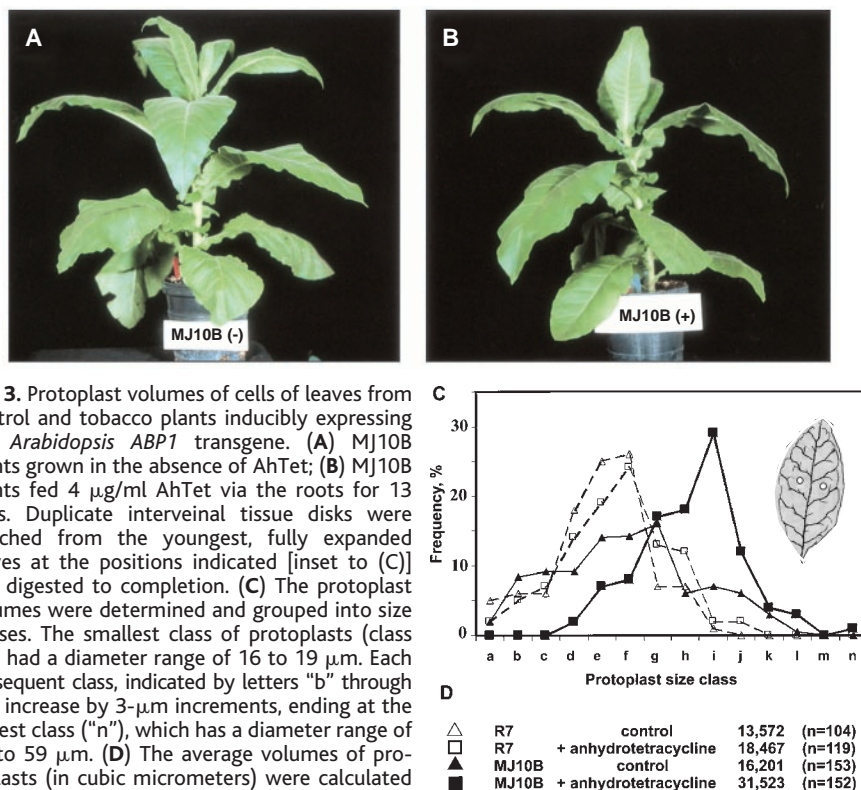 A
MJ10B (-)
B
MJ10B (+)
3. Protoplast volumes of cells of leaves from
trol and tobacco plants inducibly expressing
Arabidopsis ABP1 transgene. (A) MJ10B
nts grown in the absence of AhTet; (B) MJ10B
nts fed 4 μg/ml AhTet via the roots for 13
s. Duplicate interveinal tissue disks were
ched from the youngest, fully expanded
ves at the positions indicated [inset to (C)]
digested to completion. (C) The protoplast
umes were determined and grouped into size
sses. The smallest class of protoplasts (class
had a diameter range of 16 to 19 μm. Each
sequent class, indicated by letters “b” through
increase by 3-μm increments, ending at the
est class (“n”), which has a diameter range of
to 59 μm. (D) The average volumes of pro-
plasts (in cubic micrometers) were calculated
C
Frequency, %
30
20
10
0
a b c d e f g h i j k l m n
Protoplast size class
D
△ R7 control 13,572 (n=104)
□ R7 + anhydrotetracycline 18,467 (n=119)
▲ MJ10B control 16,201 (n=153)
■ MJ10B + anhydrotetracycline 31,523 (n=152)